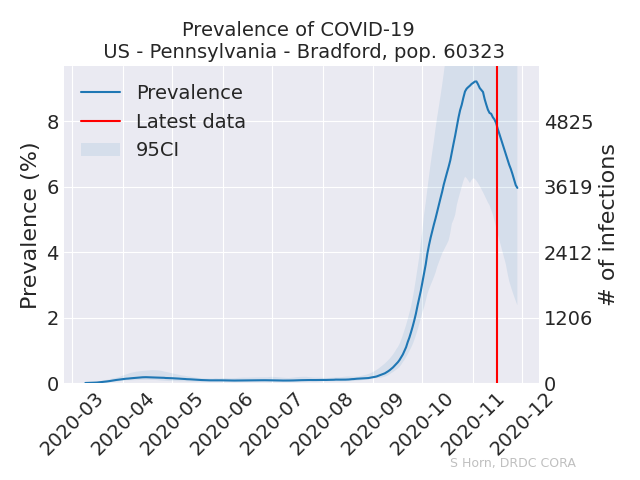 Prevalence of COVID-19
US - Pennsylvania - Bradford, pop. 60323
Prevalence
Latest data
95CI
Prevalence (%)
8
6
4
2
0
4825
3619
2412
1206
0
# of infections
2020-03
2020-04
2020-05
2020-06
2020-07
2020-08
2020-09
2020-10
2020-11
2020-12
S Horn, DRDC CORA